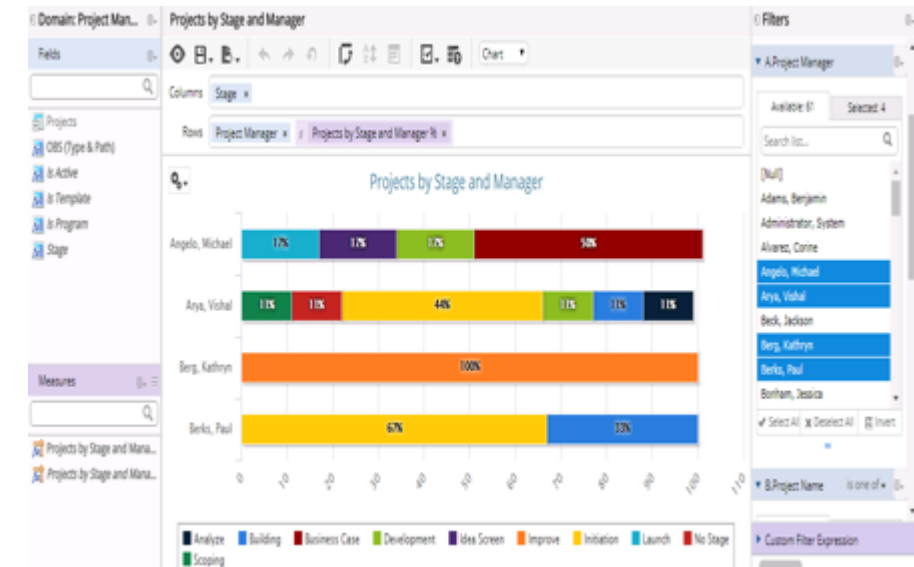 Domain: Project Man...
Fields
Projects
OBS (Type & Path)
Is Active
Is Template
Is Program
Stage
Measures
Projects by Stage and Mana...
Projects by Stage and Mana...
Projects by Stage and Manager
Chart
Columns Stage x
Rows Project Manager x / Projects by Stage and Manager % x
Projects by Stage and Manager
Angelo, Michael 17% 17% 17% 50%
Arya, Vishal 11% 11% 44% 11% 11% 11%
Berg, Kathryn 100%
Berks, Paul 67% 33%
0 10 20 30 40 50 60 70 80 90 100 110
Analyze Building Business Case Development Idea Screen Improve Initiation Launch No Stage
Scoping
Filters
A.Project Manager
Available: 61 Selected: 4
Search list...
[Null]
Adams, Benjamin
Administrator, System
Alvarez, Corine
Angelo, Michael
Arya, Vishal
Beck, Jackson
Berg, Kathryn
Berks, Paul
Bonham, Jessica
Select All x Deselect All Invert
B.Project Name is one of
Custom Filter Expression